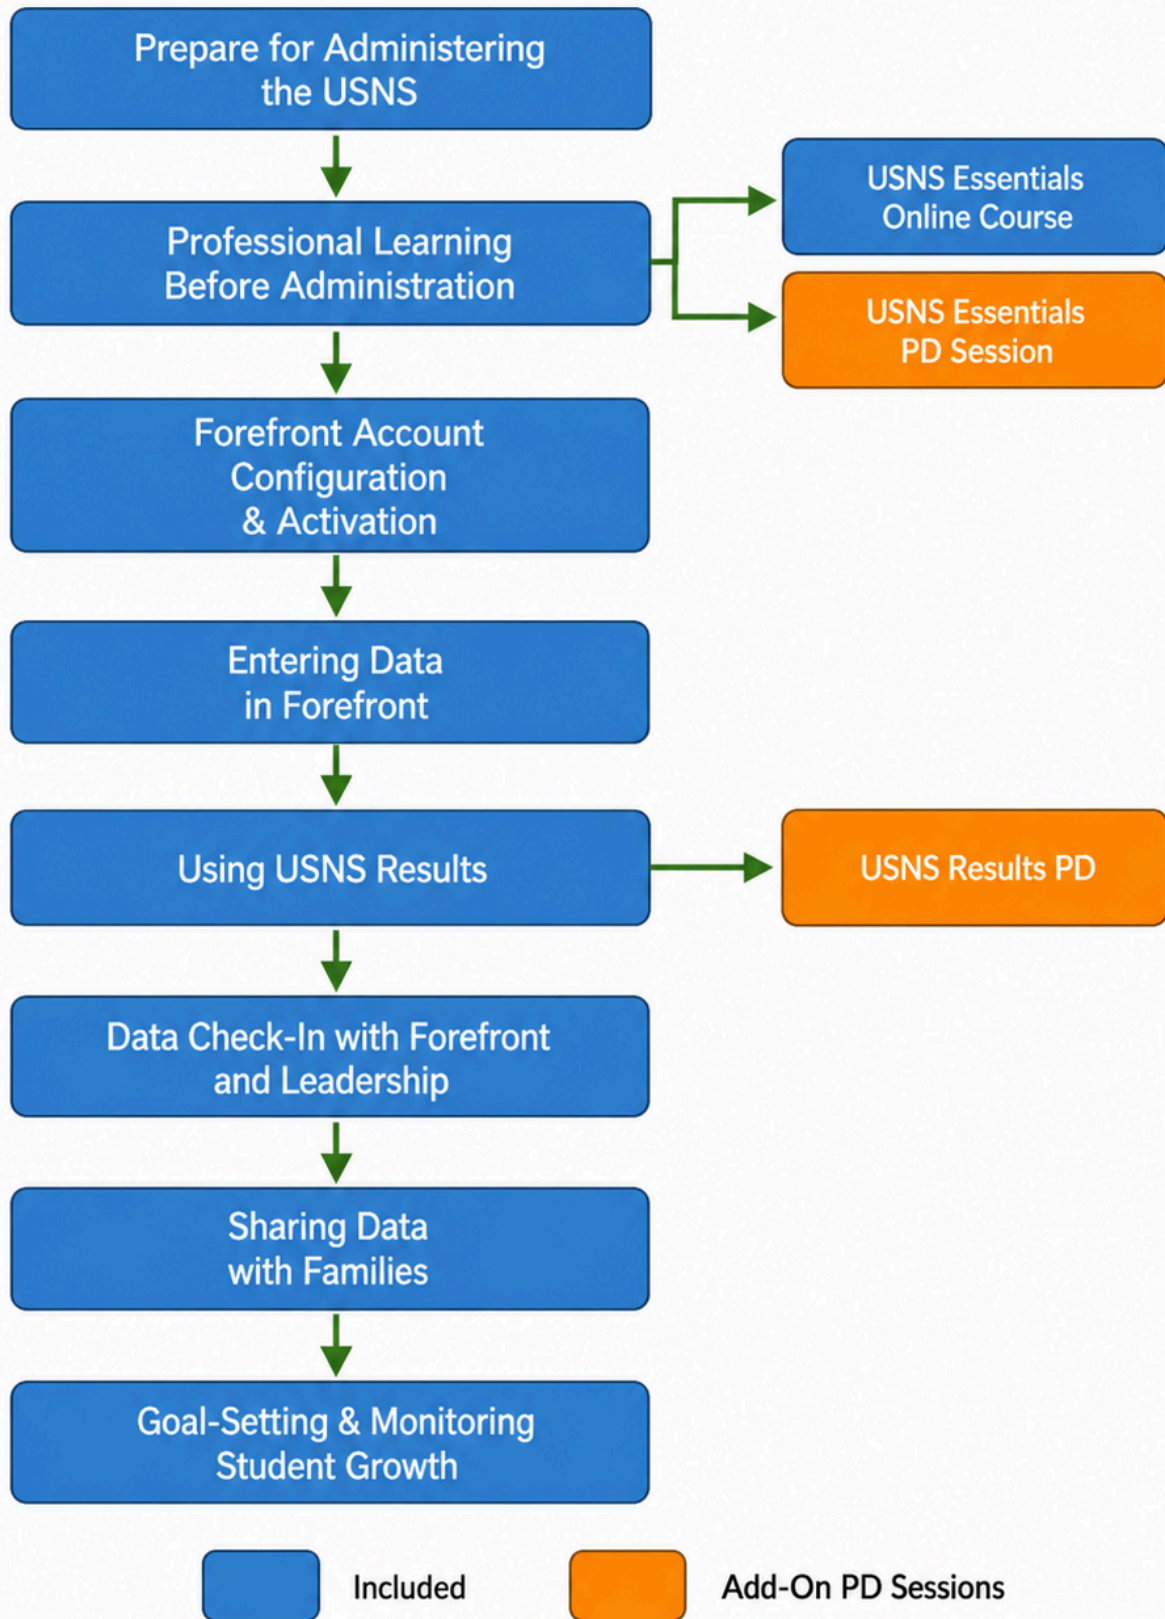 Prepare for Administering
the USNS
Professional Learning
Before Administration
USNS Essentials
Online Course
USNS Essentials
PD Session
Forefront Account
Configuration
& Activation
Entering Data
in Forefront
Using USNS Results
USNS Results PD
Data Check-In with Forefront
and Leadership
Sharing Data
with Families
Goal-Setting & Monitoring
Student Growth
Included
Add-On PD Sessions